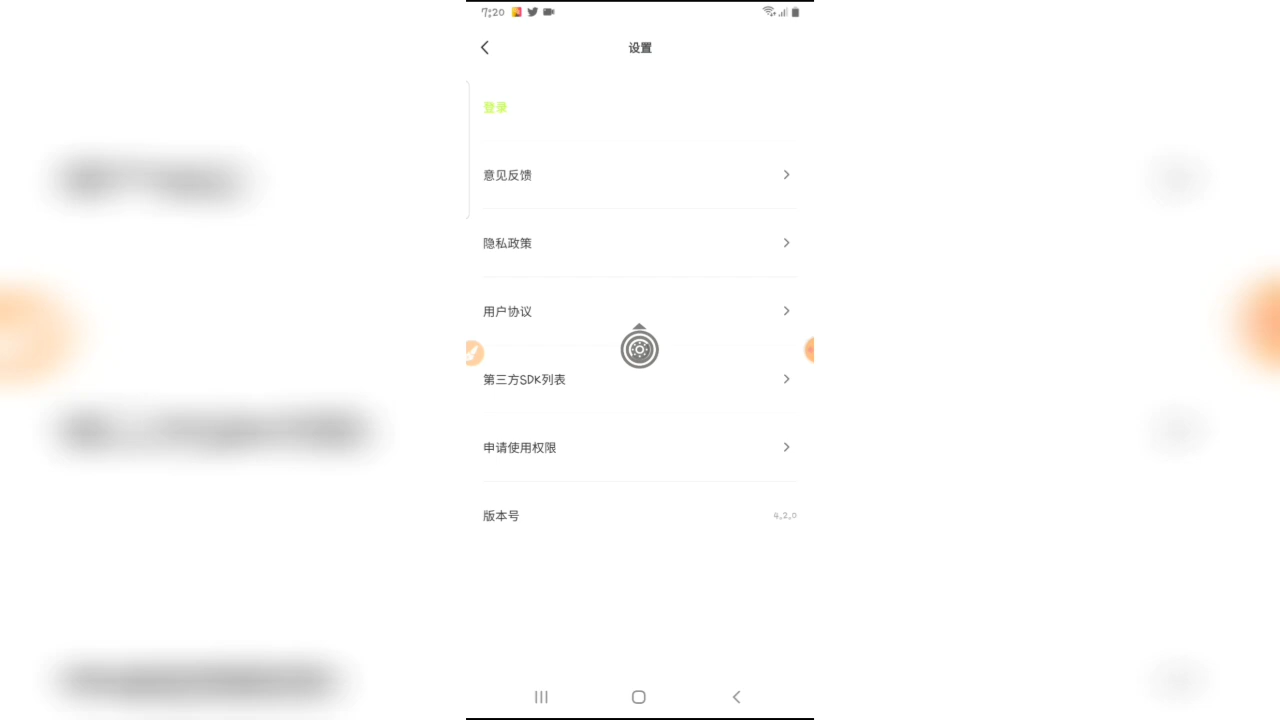 7:20
设置
登录
意见反馈
隐私政策
用户协议
第三方SDK列表
申请使用权限
版本号 4.2.0